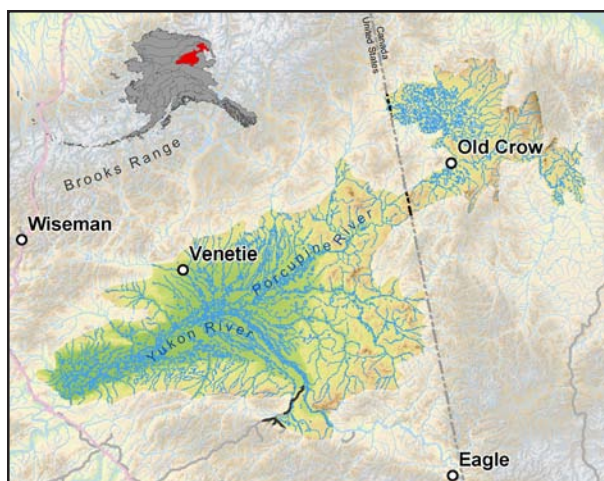 Canada
United States
Old Crow
Brooks Range
Wiseman
Venetie
Porcupine River
Yukon River
Eagle